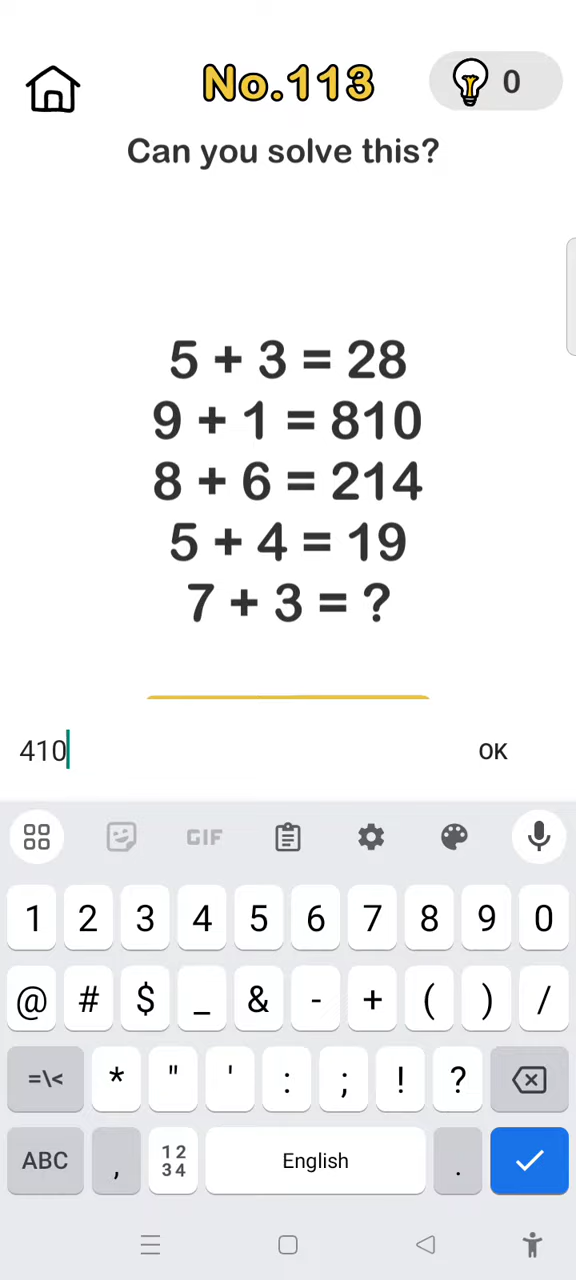 No.113
0
Can you solve this?
5 + 3 = 28
9 + 1 = 810
8 + 6 = 214
5 + 4 = 19
7 + 3 = ?
410
OK
GIF
1 2 3 4 5 6 7 8 9 0
@ # $ _ & - + ( ) /
=\< * " ' : ; ! ?
ABC , 12 34 English .